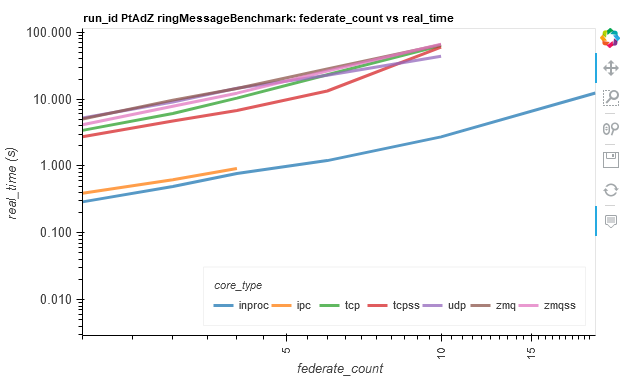 run_id PtAdZ ringMessageBenchmark: federate_count vs real_time
100.000
10.000
1.000
0.100
0.010
real_time (s)
core_type
inproc ipc tcp tcpss udp zmq zmqss
5 10 15
federate_count